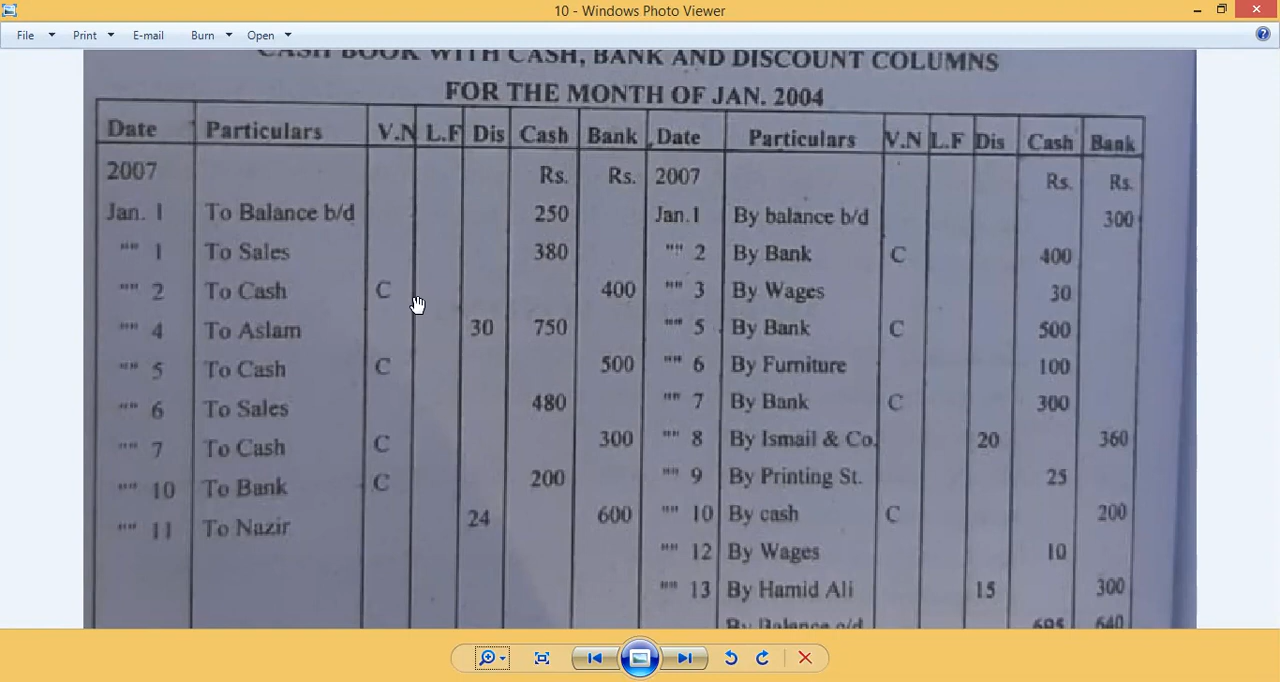 10 - Windows Photo Viewer
File Print E-mail Burn Open
CASH BOOK WITH CASH, BANK AND DISCOUNT COLUMNS
FOR THE MONTH OF JAN. 2004
Date Particulars V.N L.F Dis Cash Bank Date Particulars V.N L.F Dis Cash Bank
2007 Rs. Rs. 2007 Rs. Rs.
Jan. 1 To Balance b/d 250 Jan.1 By balance b/d 300
"" 1 To Sales 380 "" 2 By Bank C 400
"" 2 To Cash C 400 "" 3 By Wages 30
"" 4 To Aslam 30 750 "" 5 By Bank C 500
"" 5 To Cash C 500 "" 6 By Furniture 100
"" 6 To Sales 480 "" 7 By Bank C 300
"" 7 To Cash C 300 "" 8 By Ismail & Co. 20 360
"" 10 To Bank C 200 "" 9 By Printing St. 25
"" 11 To Nazir 24 600 "" 10 By cash C 200
"" 12 By Wages 10
"" 13 By Hamid Ali 15 300
By Balance c/d 695 640